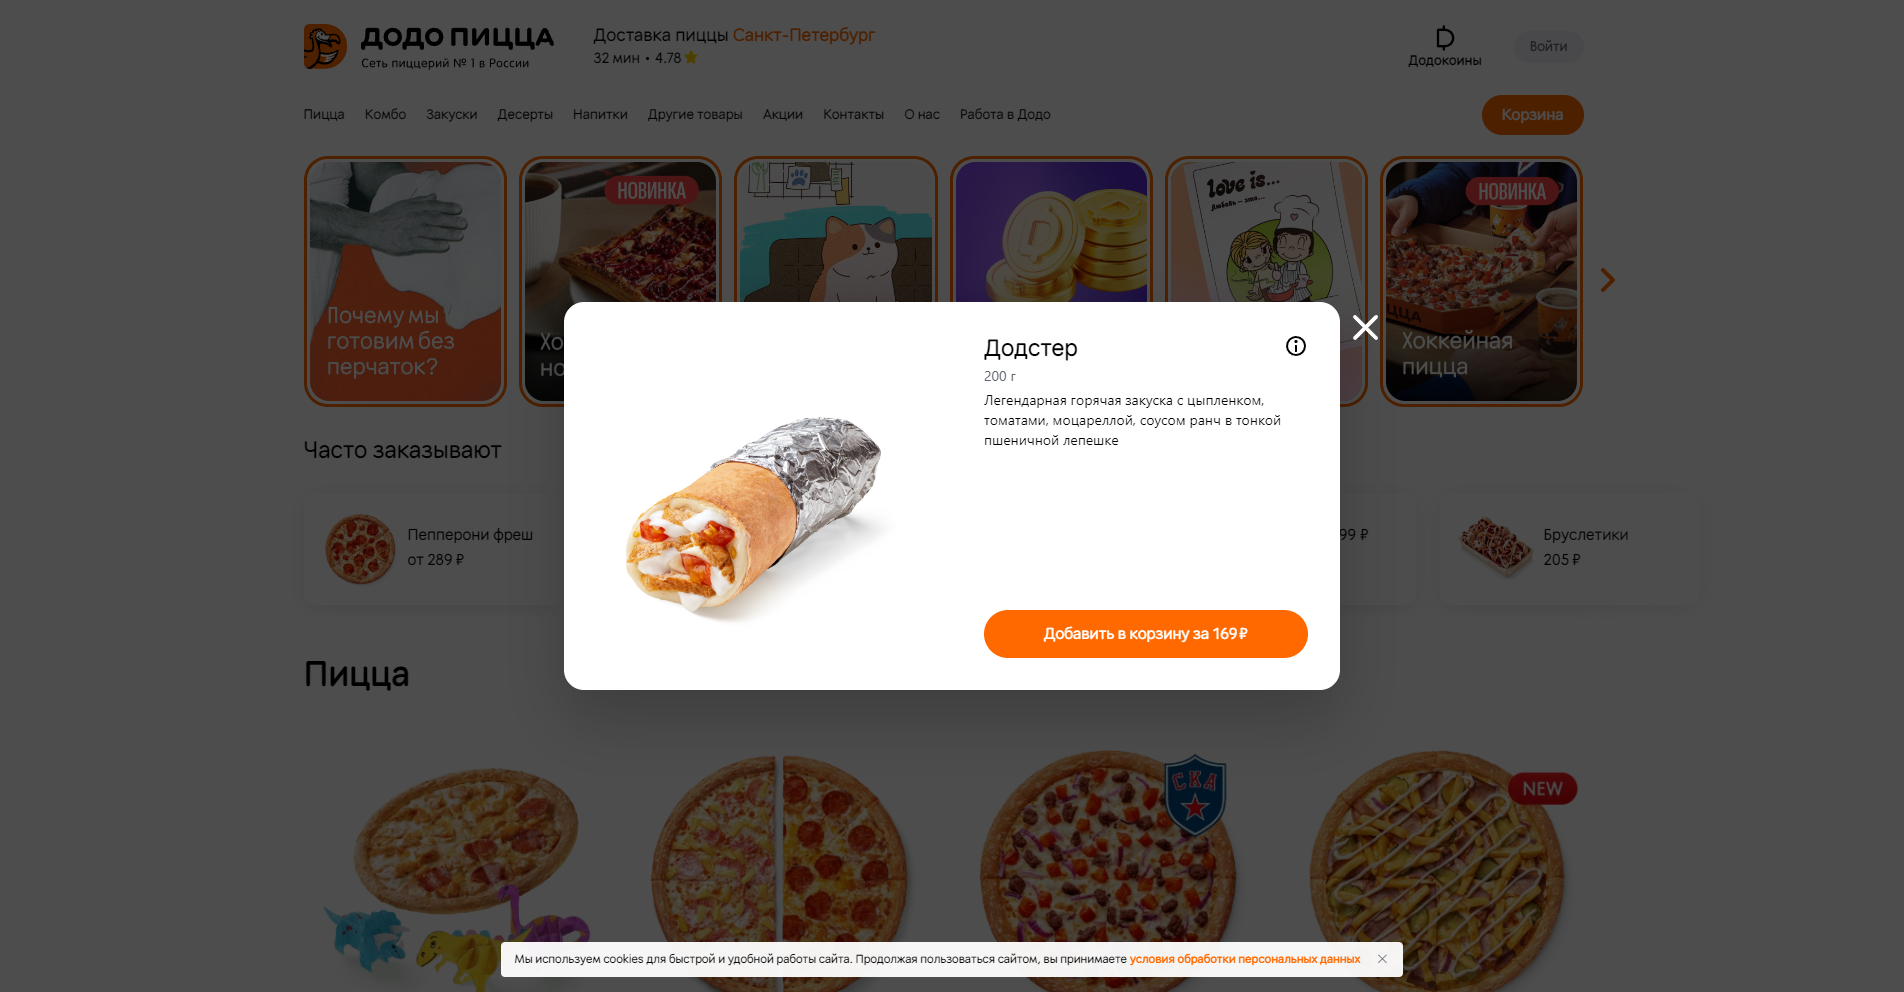 ДОДО ПИЦЦА
Сеть пиццерий № 1 в России
Доставка пиццы Санкт-Петербург
32 мин • 4.78
Додокоины
Войти
Пицца Комбо Закуски Десерты Напитки Другие товары Акции Контакты О нас Работа в Додо
Корзина
Почему мы
готовим без
перчаток?
НОВИНКА
Хо
но
love is...
Любовь — это...
НОВИНКА
Хоккейная
пицца
Додстер
200 г
Легендарная горячая закуска с цыпленком,
томатами, моцареллой, соусом ранч в тонкой
пшеничной лепешке
Добавить в корзину за 169 ₽
Часто заказывают
Пепперони фреш
от 289 ₽
99 ₽
Бруслетики
205 ₽
Пицца
СКА
NEW
Мы используем cookies для быстрой и удобной работы сайта. Продолжая пользоваться сайтом, вы принимаете условия обработки персональных данных